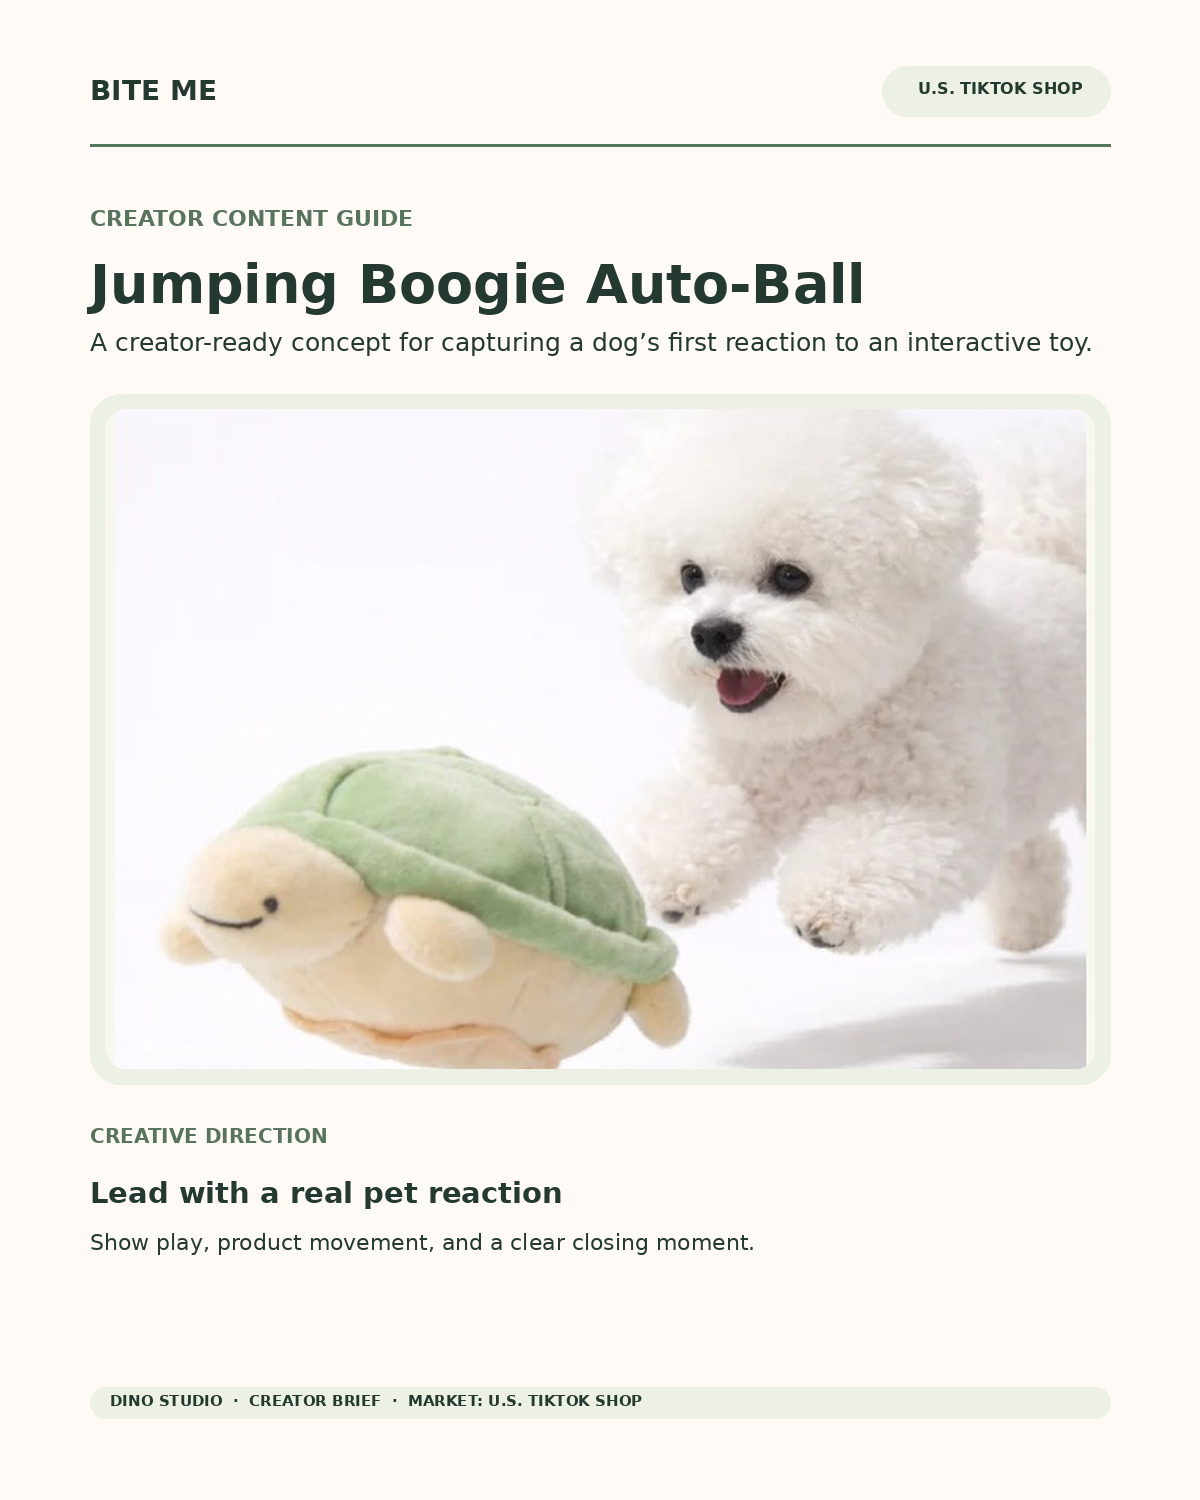 BITE ME
U.S. TIKTOK SHOP
CREATOR CONTENT GUIDE
Jumping Boogie Auto-Ball
A creator-ready concept for capturing a dog’s first reaction to an interactive toy.
CREATIVE DIRECTION
Lead with a real pet reaction
Show play, product movement, and a clear closing moment.
DINO STUDIO · CREATOR BRIEF · MARKET: U.S. TIKTOK SHOP